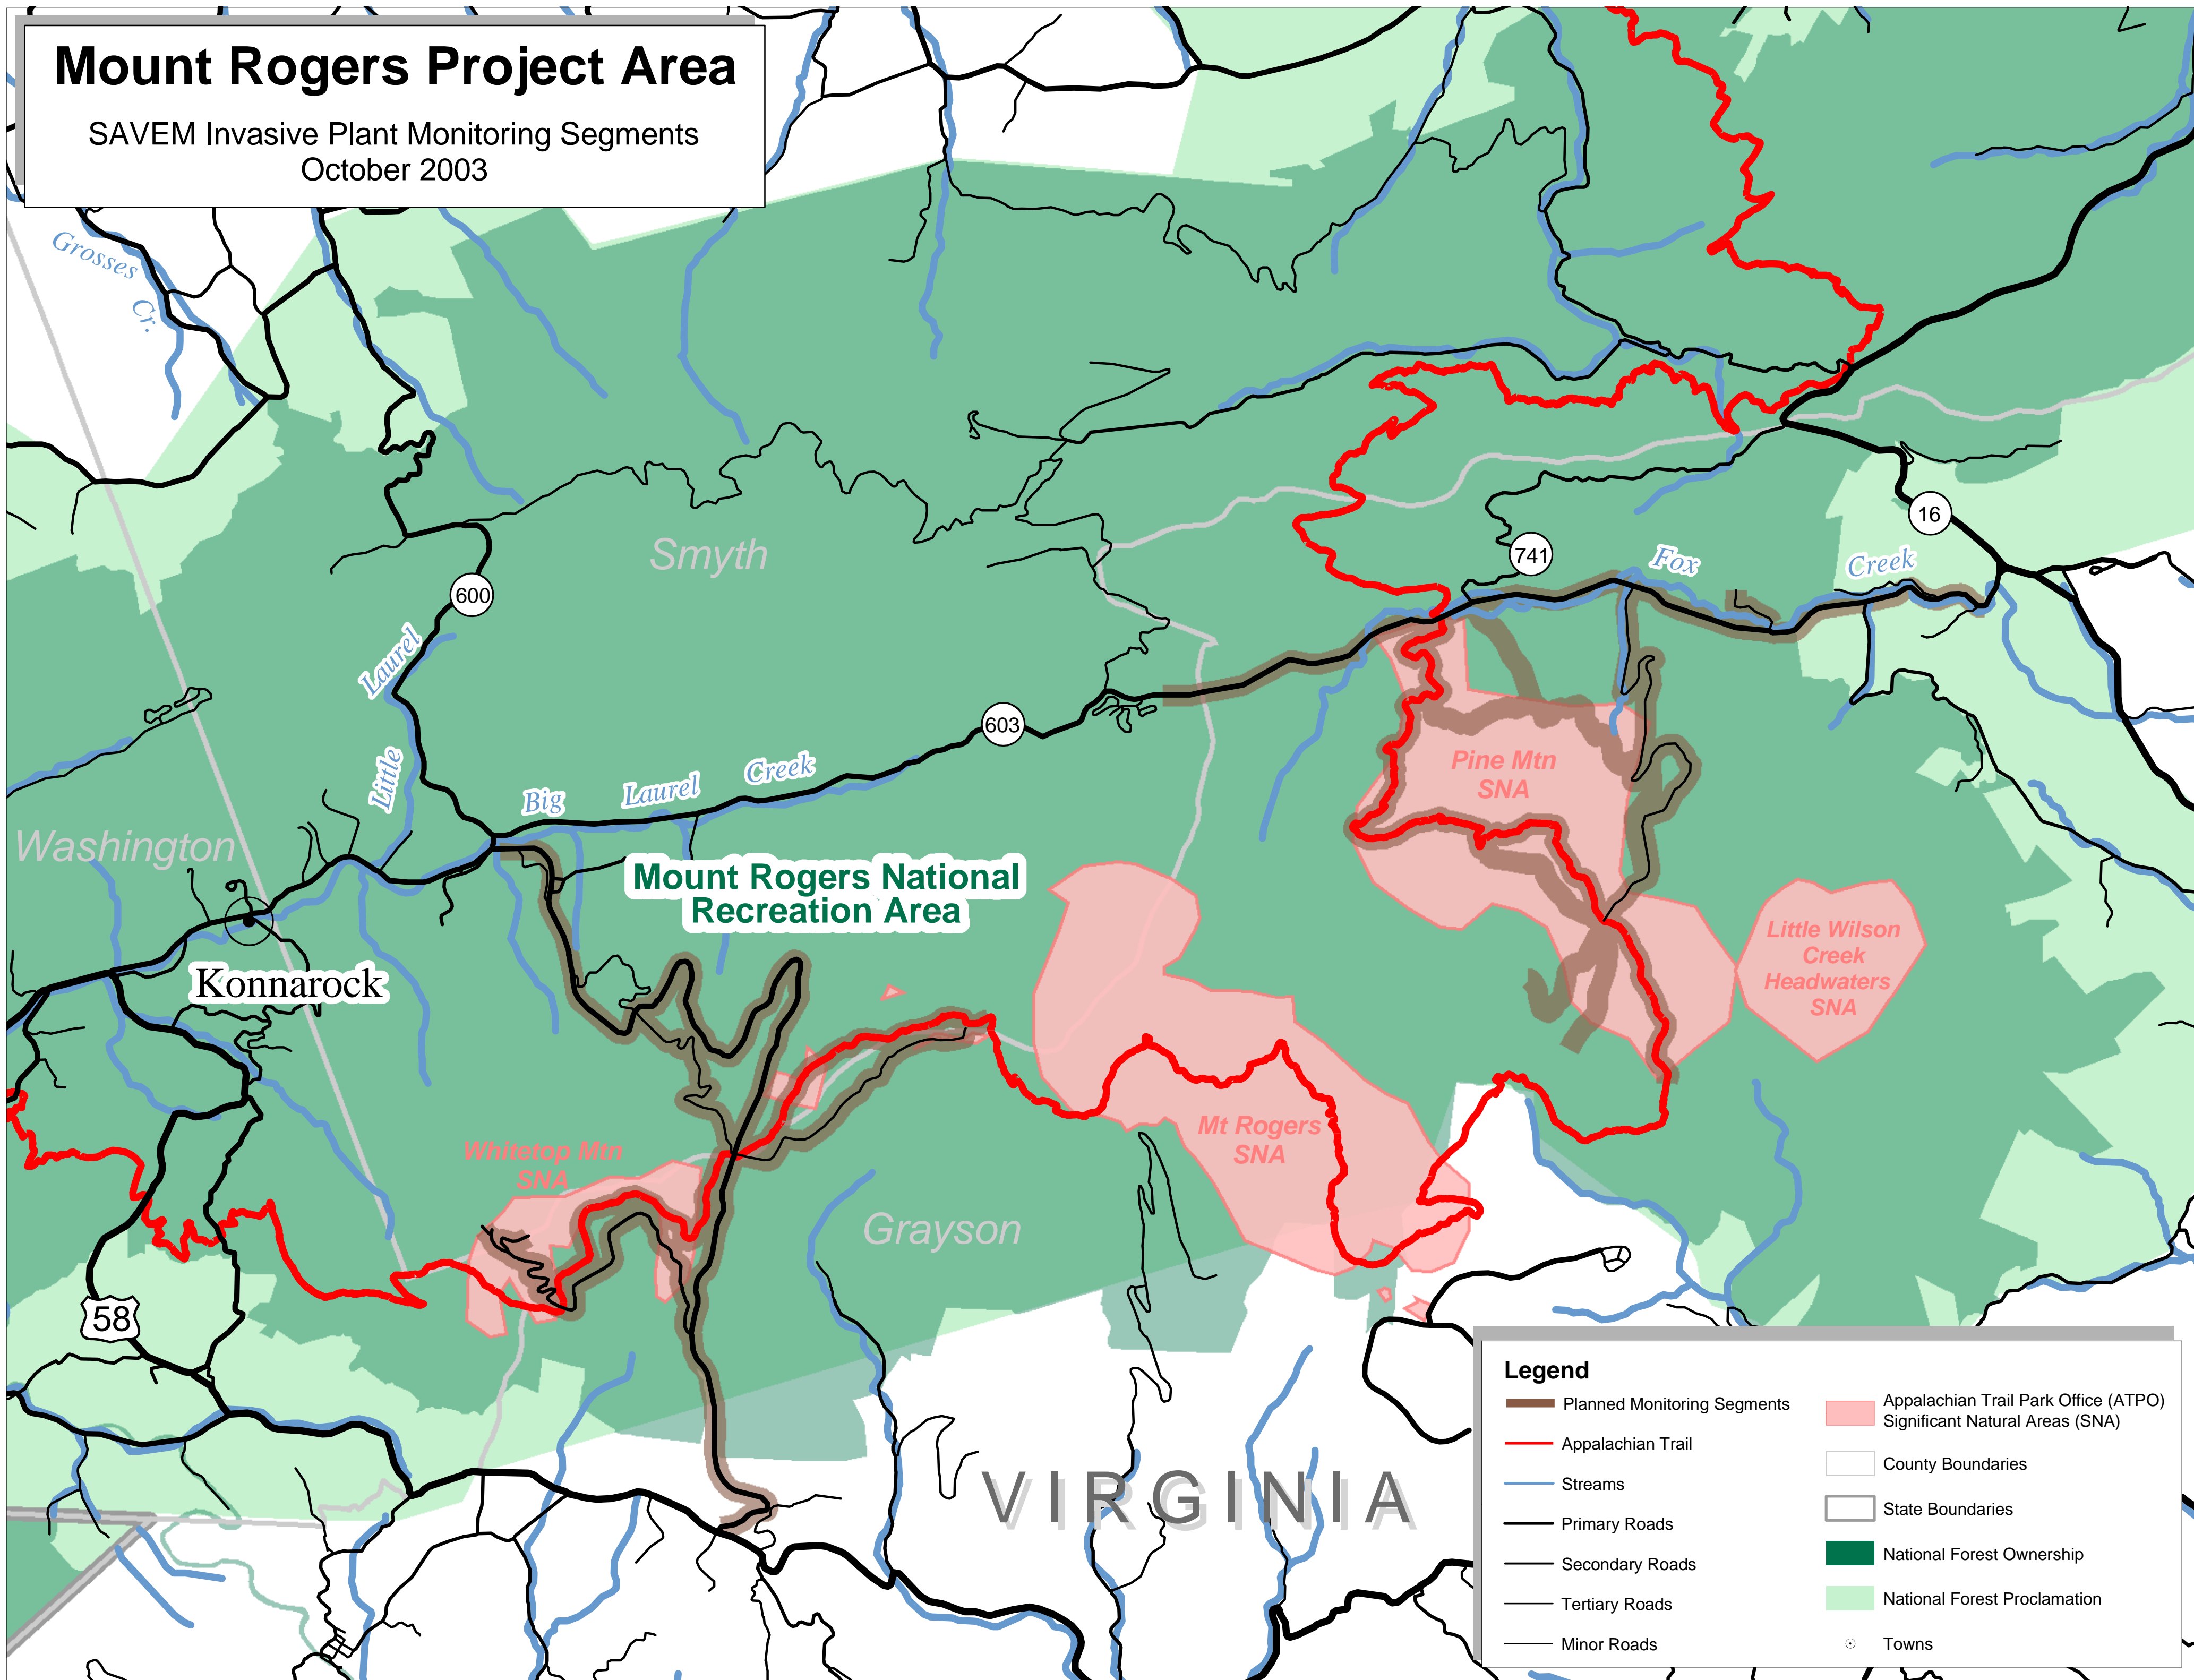 Mount Rogers Project Area
SAVEM Invasive Plant Monitoring Segments
October 2003
Grosses
Cr.
Smyth
600
741
16
Fox
Creek
Laurel
Little
603
Big
Laurel
Creek
Washington
Mount Rogers National
Recreation Area
Pine Mtn
SNA
Little Wilson
Creek
Headwaters
SNA
Konnarock
Mt Rogers
SNA
Whitetop Mtn
SNA
Grayson
58
VIRGINIA
Legend
Planned Monitoring Segments
Appalachian Trail
Streams
Primary Roads
Secondary Roads
Tertiary Roads
Minor Roads
Appalachian Trail Park Office (ATPO)
Significant Natural Areas (SNA)
County Boundaries
State Boundaries
National Forest Ownership
National Forest Proclamation
Towns